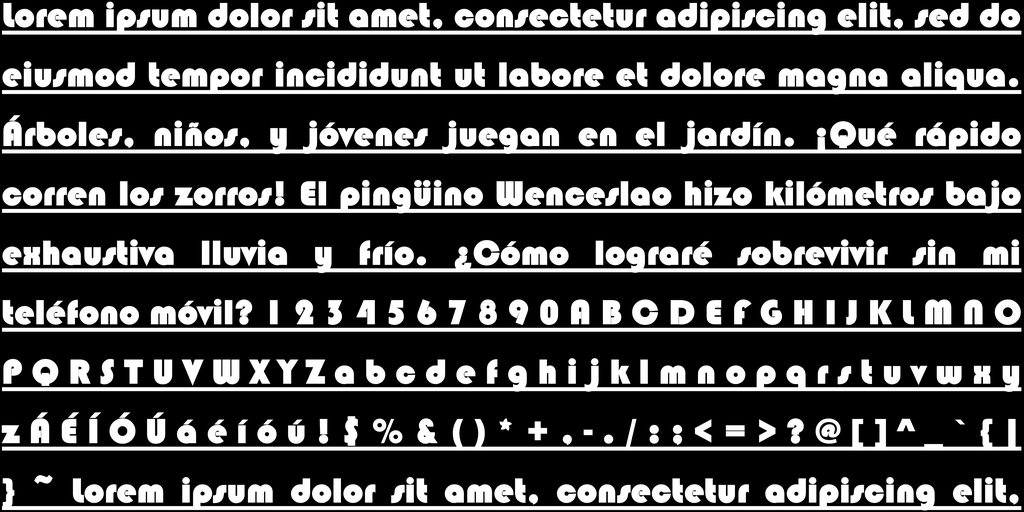 Lorem ipsum dolor sit amet, consectetur adipiscing elit, sed do
eiusmod tempor incididunt ut labore et dolore magna aliqua.
Árboles, niños, y jóvenes juegan en el jardín. ¡Qué rápido
corren los zorros! El pingüino Wenceslao hizo kilómetros bajo
exhaustiva lluvia y frío. ¿Cómo lograré sobrevivir sin mi
teléfono móvil? 1 2 3 4 5 6 7 8 9 0 A B C D E F G H I J K L M N O
P Q R S T U V W X Y Z a b c d e f g h i j k l m n o p q r s t u v w x y
z Á É Í Ó Ú á é í ó ú ! $ % & ( ) * + , - . / : ; < = > ? @ [ ] ^ _ ` { |
} ~ Lorem ipsum dolor sit amet, consectetur adipiscing elit,